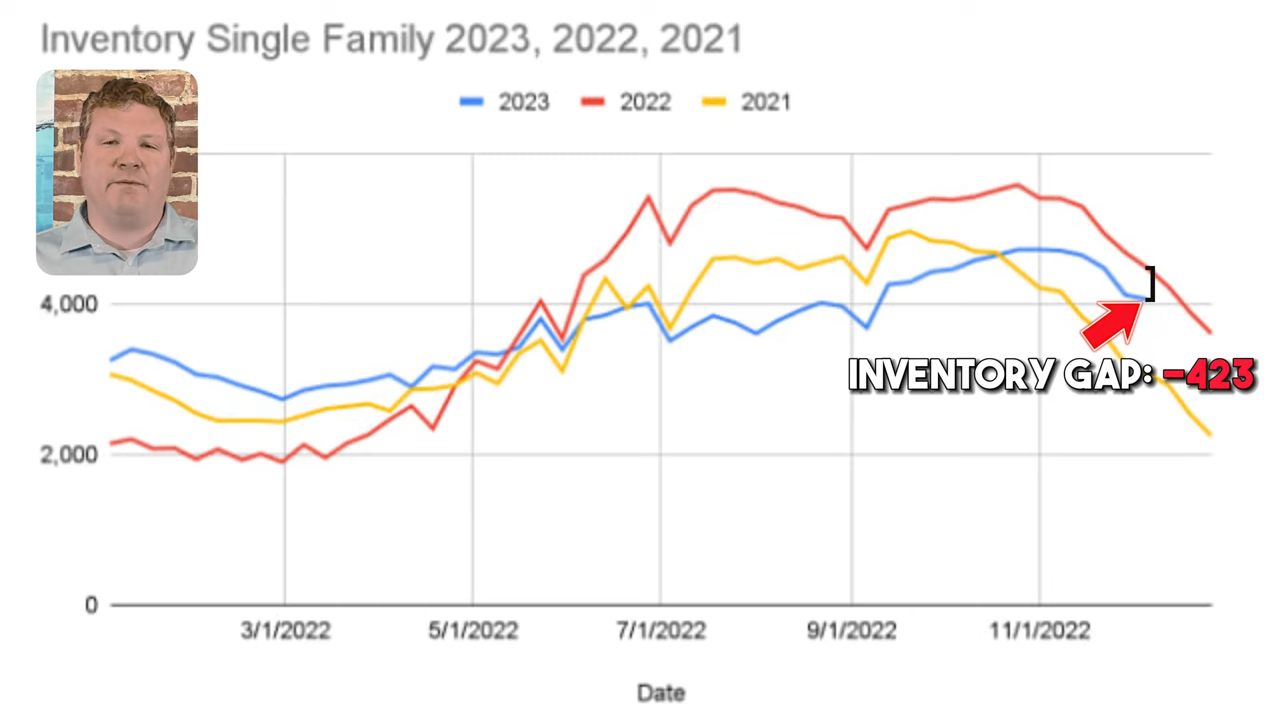 Inventory Single Family 2023, 2022, 2021
2023 2022 2021
4,000
INVENTORY GAP: -423
2,000
0
3/1/2022 5/1/2022 7/1/2022 9/1/2022 11/1/2022
Date